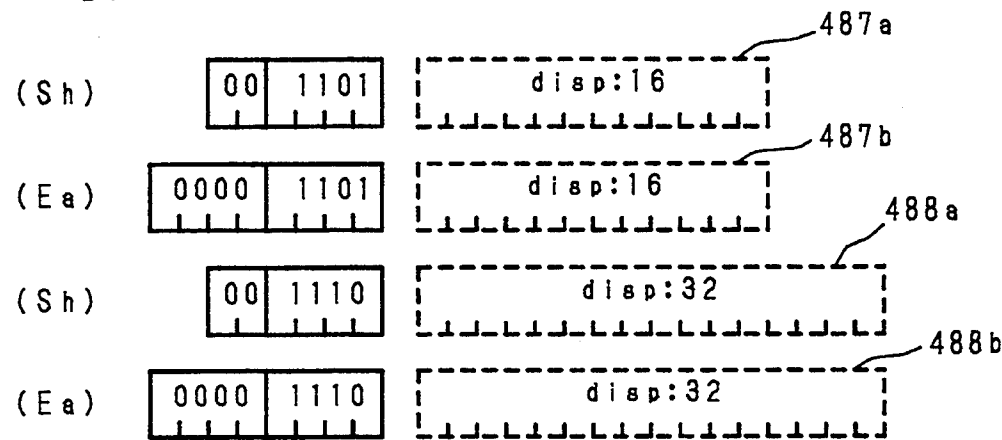 487a
(Sh) 00 1101 disp:16
487b
(Ea) 0000 1101 disp:16
488a
(Sh) 00 1110 disp:32
488b
(Ea) 0000 1110 disp:32